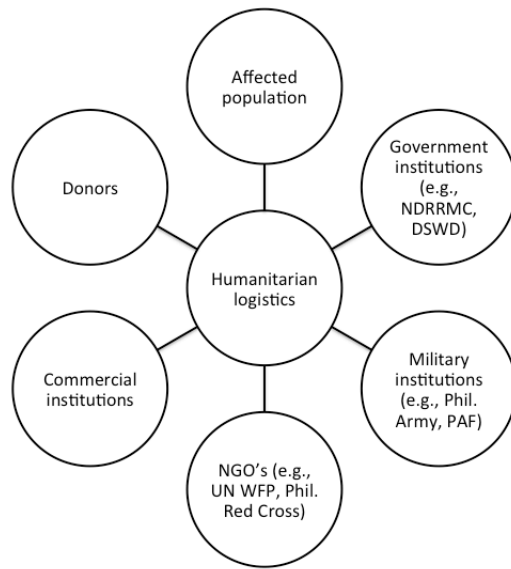 Affected
population
Government
institutions
(e.g.,
NDRRMC,
DSWD)
Donors
Humanitarian
logistics
Commercial
institutions
Military
institutions
(e.g., Phil.
Army, PAF)
NGO’s (e.g.,
UN WFP, Phil.
Red Cross)